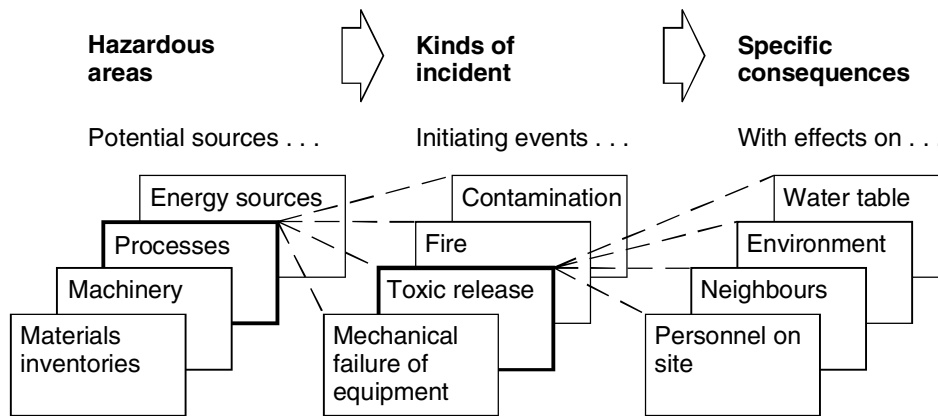 Hazardous
areas
Kinds of
incident
Specific
consequences
Potential sources . . .
Initiating events . . .
With effects on . . .
Energy sources
Processes
Machinery
Materials
inventories
Contamination
Fire
Toxic release
Mechanical
failure of
equipment
Water table
Environment
Neighbours
Personnel on
site